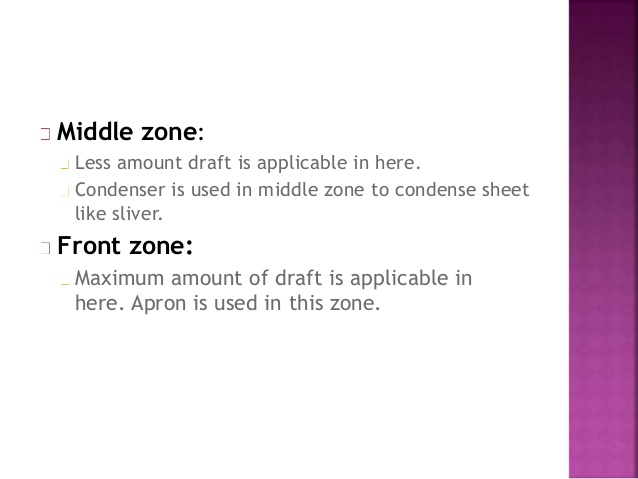 Middle zone:
Less amount draft is applicable in here.
Condenser is used in middle zone to condense sheet
like sliver.
Front zone:
Maximum amount of draft is applicable in
here. Apron is used in this zone.